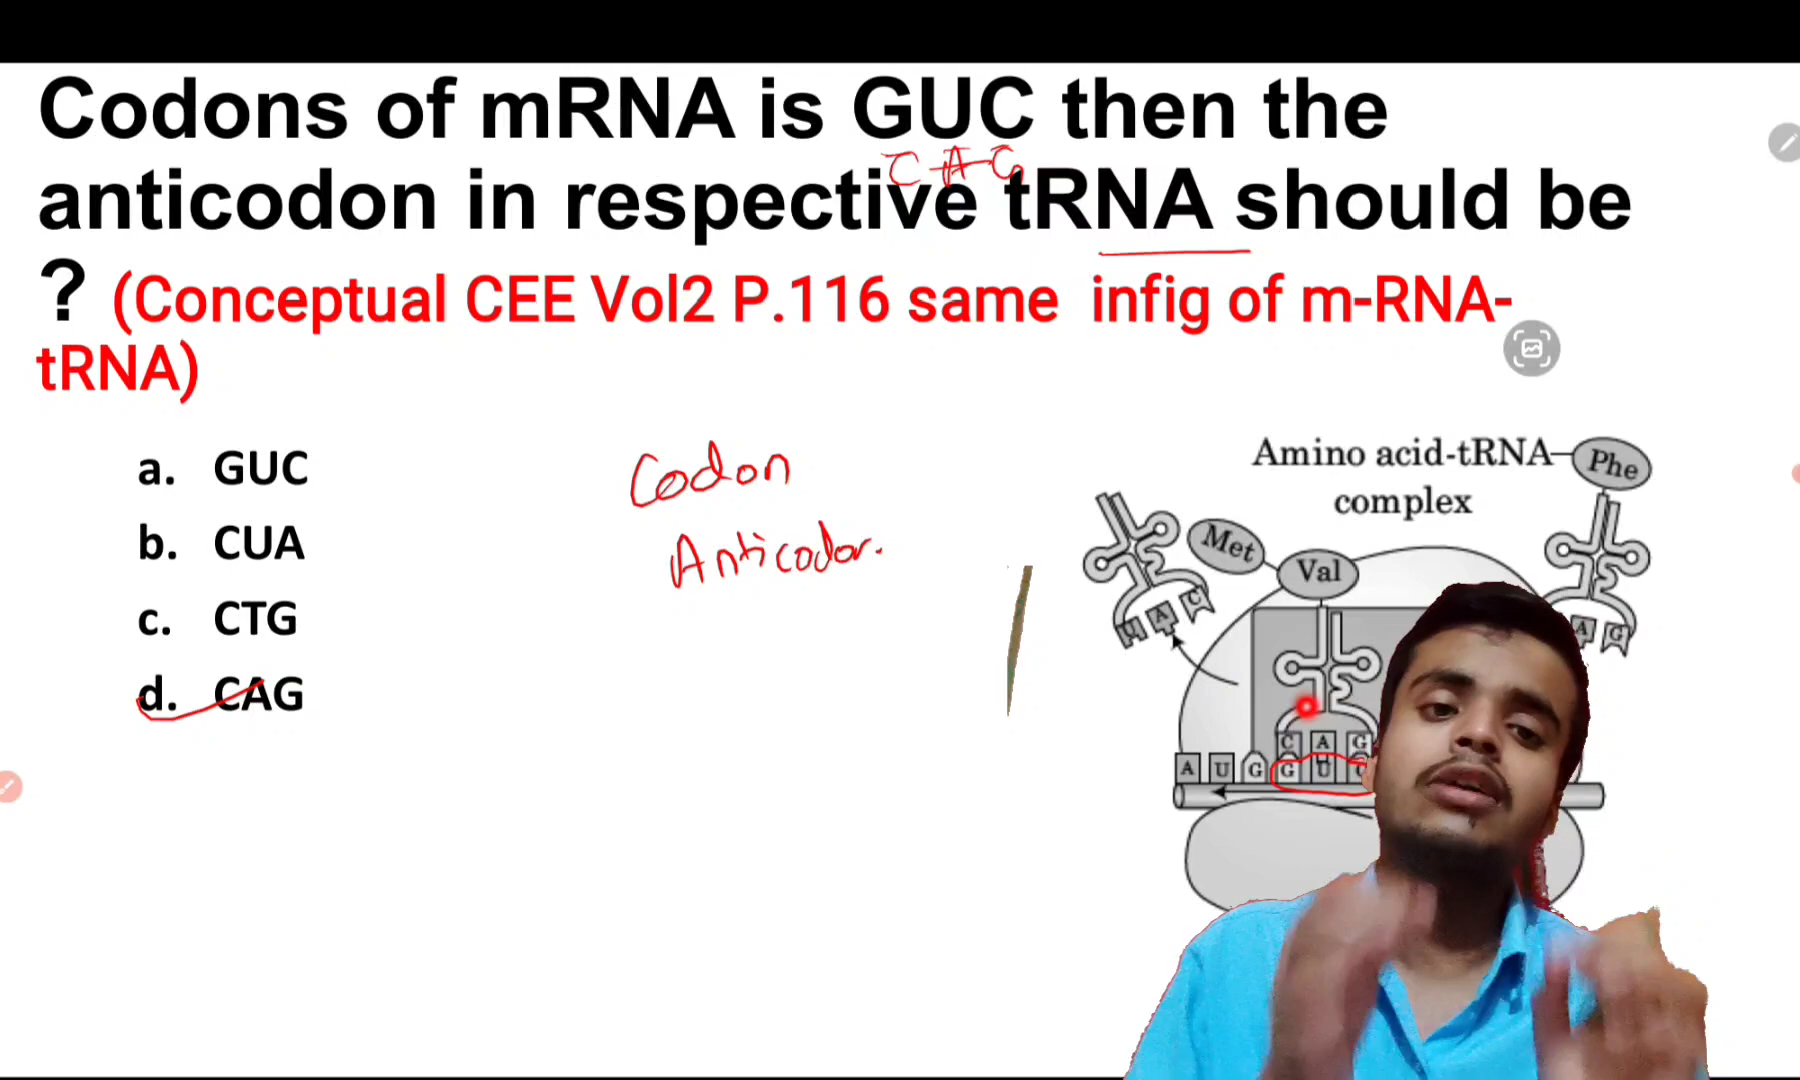 Codons of mRNA is GUC then the
C A G
anticodon in respective tRNA should be
? (Conceptual CEE Vol2 P.116 same infig of m-RNA-
tRNA)
a. GUC
b. CUA
c. CTG
d. CAG
Codon
Anticodon.
Amino acid-tRNA
complex
Phe
Met
Val
U A C
A G
C A G
A U G G U C